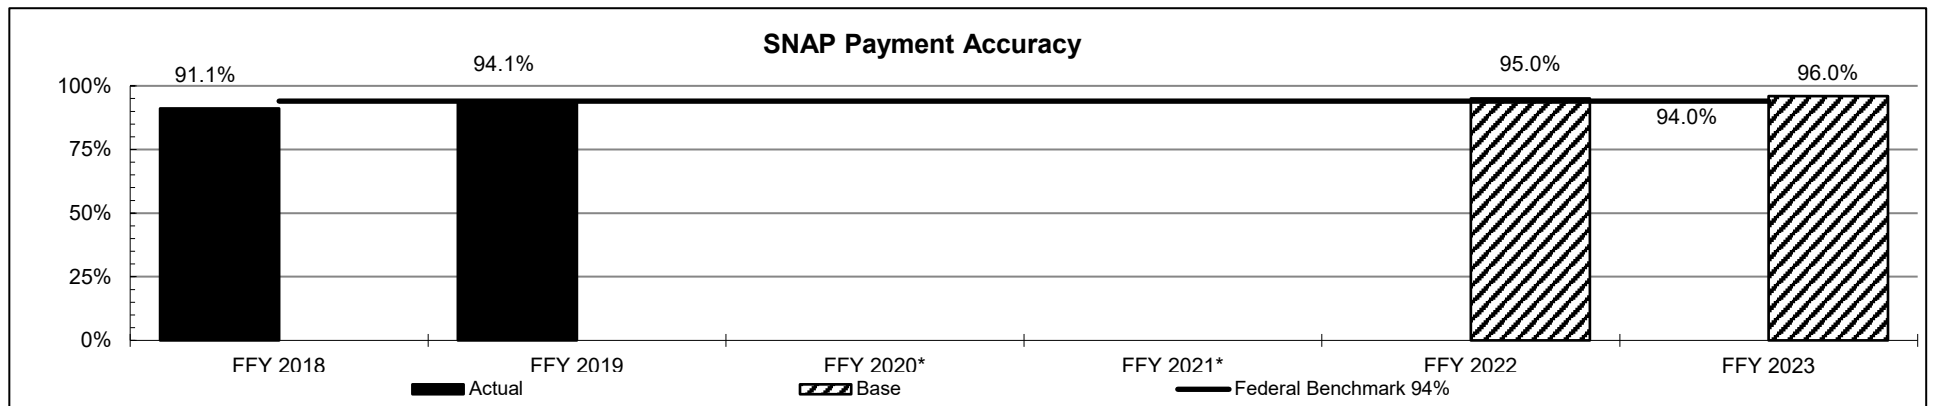 SNAP Payment Accuracy
91.1%
94.1%
95.0%
96.0%
94.0%
100%
75%
50%
25%
0%
FFY 2018
FFY 2019
FFY 2020*
FFY 2021*
FFY 2022
FFY 2023
Actual
Base
Federal Benchmark 94%